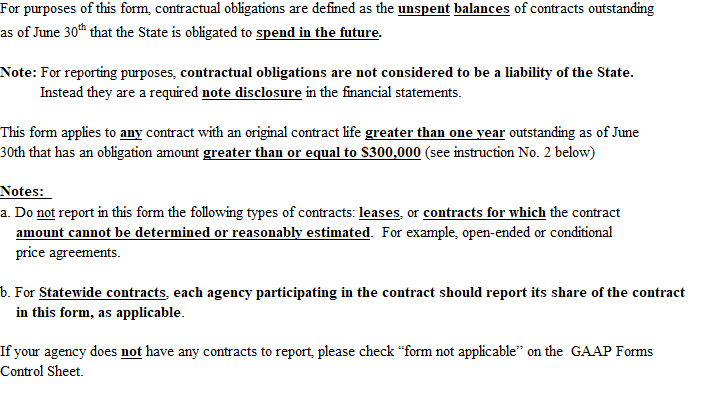 For purposes of this form, contractual obligations are defined as the unspent balances of contracts outstanding
as of June 30th that the State is obligated to spend in the future.
Note: For reporting purposes, contractual obligations are not considered to be a liability of the State.
Instead they are a required note disclosure in the financial statements.
This form applies to any contract with an original contract life greater than one year outstanding as of June
30th that has an obligation amount greater than or equal to $300,000 (see instruction No. 2 below)
Notes:
a. Do not report in this form the following types of contracts: leases, or contracts for which the contract
amount cannot be determined or reasonably estimated. For example, open-ended or conditional
price agreements.
b. For Statewide contracts, each agency participating in the contract should report its share of the contract
in this form, as applicable.
If your agency does not have any contracts to report, please check “form not applicable” on the GAAP Forms
Control Sheet.